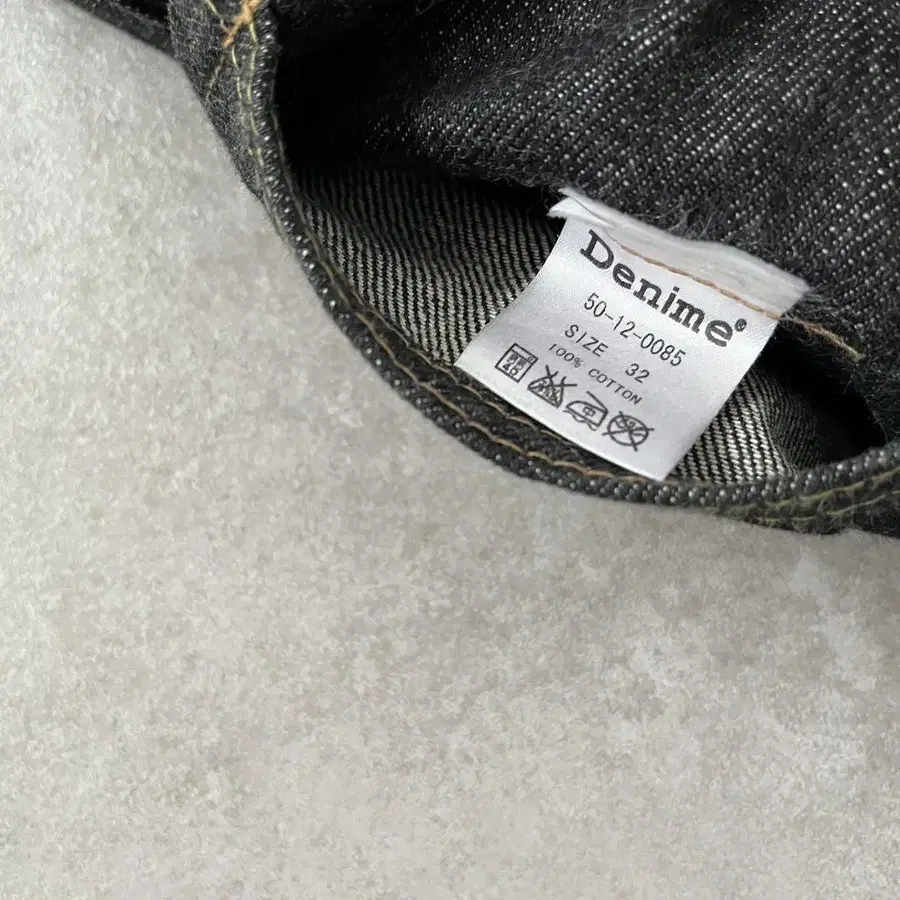 Denime®
50-12-0085
SIZE 32
100% COTTON